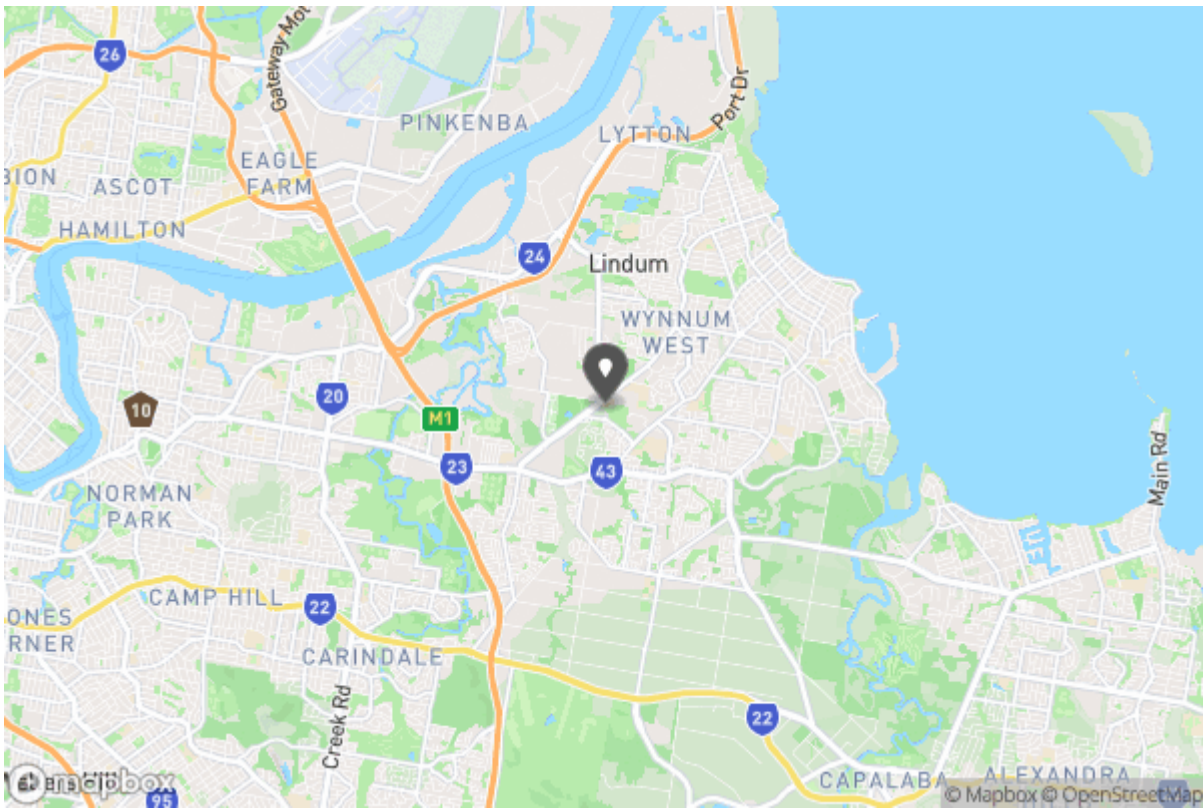 26
Gateway Mot
PINKENBA
Port Dr
LYTTON
EAGLE
FARM
BION
ASCOT
HAMILTON
24
Lindum
WYNNUM
WEST
20
10
M1
23
43
Main Rd
NORMAN
PARK
CAMP HILL
22
ONES
RNER
CARINDALE
Creek Rd
22
CAPALABA
ALEXANDRA
mapbox
95
© Mapbox © OpenStreetMap